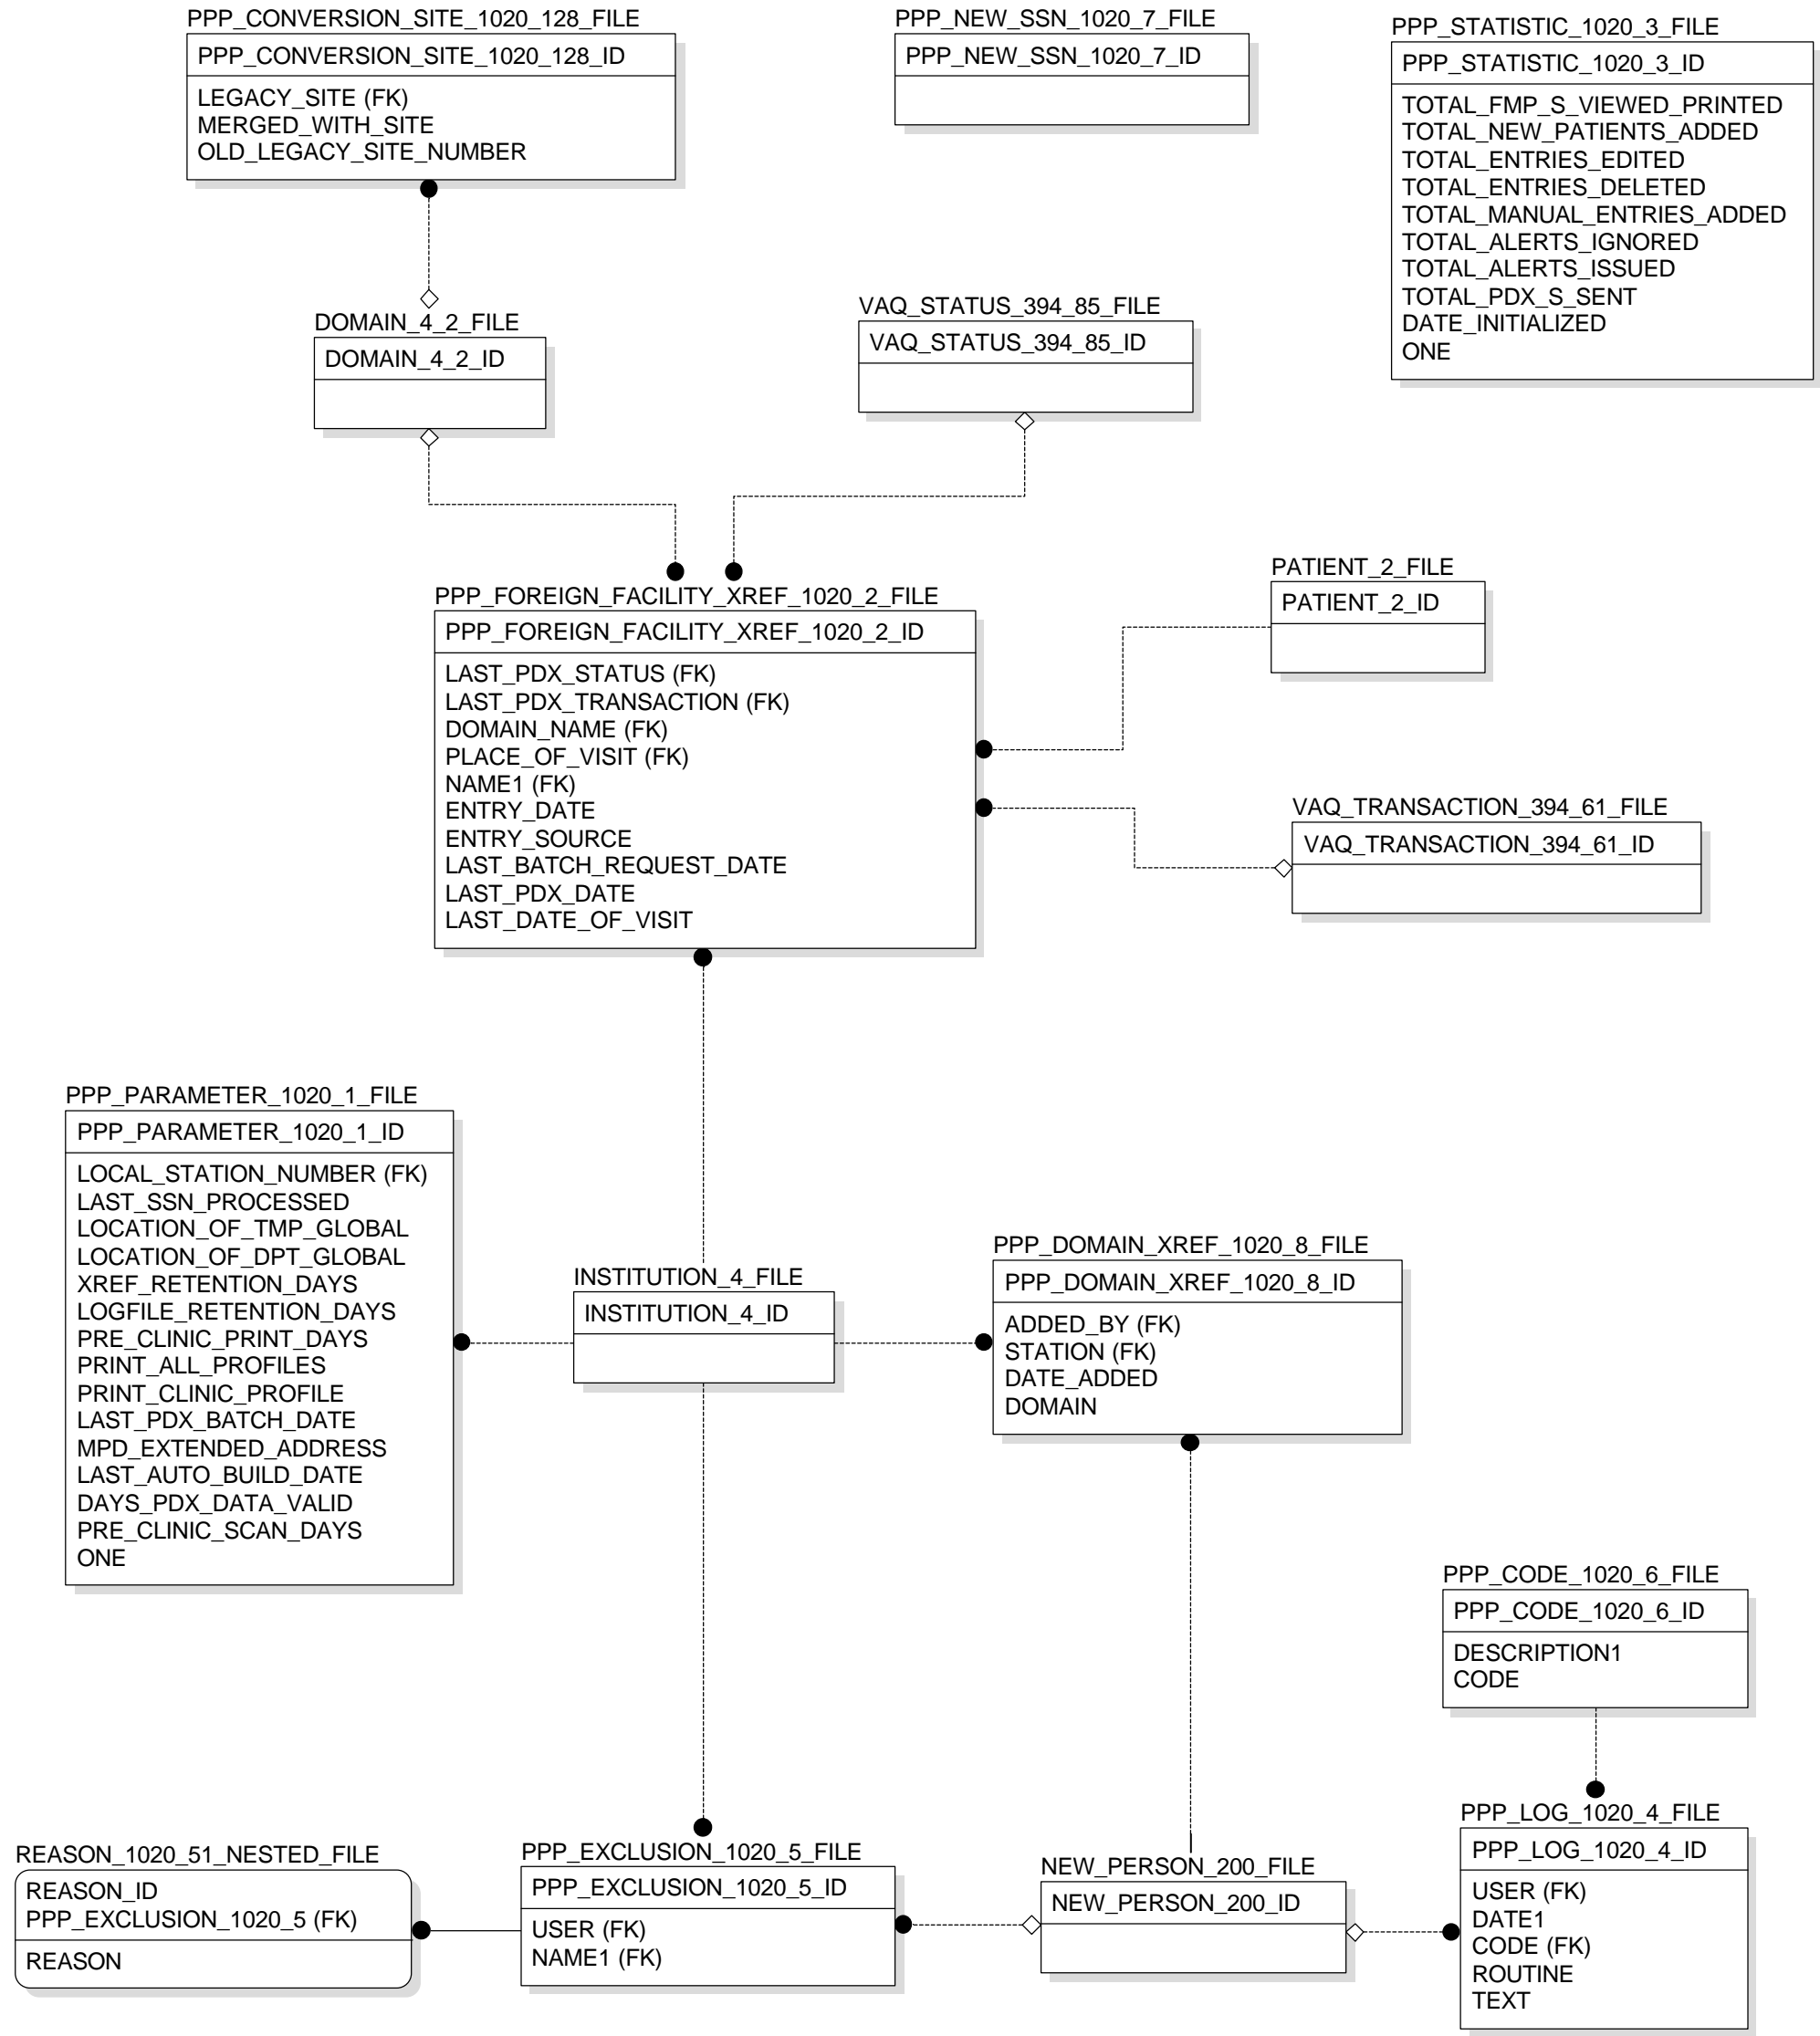 PPP_CONVERSION_SITE_1020_128_FILE
PPP_CONVERSION_SITE_1020_128_ID
LEGACY_SITE (FK)
MERGED_WITH_SITE
OLD_LEGACY_SITE_NUMBER
PPP_NEW_SSN_1020_7_FILE
PPP_NEW_SSN_1020_7_ID
PPP_STATISTIC_1020_3_FILE
PPP_STATISTIC_1020_3_ID
TOTAL_FMP_S_VIEWED_PRINTED
TOTAL_NEW_PATIENTS_ADDED
TOTAL_ENTRIES_EDITED
TOTAL_ENTRIES_DELETED
TOTAL_MANUAL_ENTRIES_ADDED
TOTAL_ALERTS_IGNORED
TOTAL_ALERTS_ISSUED
TOTAL_PDX_S_SENT
DATE_INITIALIZED
ONE
DOMAIN_4_2_FILE
DOMAIN_4_2_ID
VAQ_STATUS_394_85_FILE
VAQ_STATUS_394_85_ID
PPP_FOREIGN_FACILITY_XREF_1020_2_FILE
PPP_FOREIGN_FACILITY_XREF_1020_2_ID
LAST_PDX_STATUS (FK)
LAST_PDX_TRANSACTION (FK)
DOMAIN_NAME (FK)
PLACE_OF_VISIT (FK)
NAME1 (FK)
ENTRY_DATE
ENTRY_SOURCE
LAST_BATCH_REQUEST_DATE
LAST_PDX_DATE
LAST_DATE_OF_VISIT
PATIENT_2_FILE
PATIENT_2_ID
VAQ_TRANSACTION_394_61_FILE
VAQ_TRANSACTION_394_61_ID
PPP_PARAMETER_1020_1_FILE
PPP_PARAMETER_1020_1_ID
LOCAL_STATION_NUMBER (FK)
LAST_SSN_PROCESSED
LOCATION_OF_TMP_GLOBAL
LOCATION_OF_DPT_GLOBAL
XREF_RETENTION_DAYS
LOGFILE_RETENTION_DAYS
PRE_CLINIC_PRINT_DAYS
PRINT_ALL_PROFILES
PRINT_CLINIC_PROFILE
LAST_PDX_BATCH_DATE
MPD_EXTENDED_ADDRESS
LAST_AUTO_BUILD_DATE
DAYS_PDX_DATA_VALID
PRE_CLINIC_SCAN_DAYS
ONE
INSTITUTION_4_FILE
INSTITUTION_4_ID
PPP_DOMAIN_XREF_1020_8_FILE
PPP_DOMAIN_XREF_1020_8_ID
ADDED_BY (FK)
STATION (FK)
DATE_ADDED
DOMAIN
PPP_CODE_1020_6_FILE
PPP_CODE_1020_6_ID
DESCRIPTION1
CODE
REASON_1020_51_NESTED_FILE
REASON_ID
PPP_EXCLUSION_1020_5 (FK)
REASON
PPP_EXCLUSION_1020_5_FILE
PPP_EXCLUSION_1020_5_ID
USER (FK)
NAME1 (FK)
NEW_PERSON_200_FILE
NEW_PERSON_200_ID
PPP_LOG_1020_4_FILE
PPP_LOG_1020_4_ID
USER (FK)
DATE1
CODE (FK)
ROUTINE
TEXT